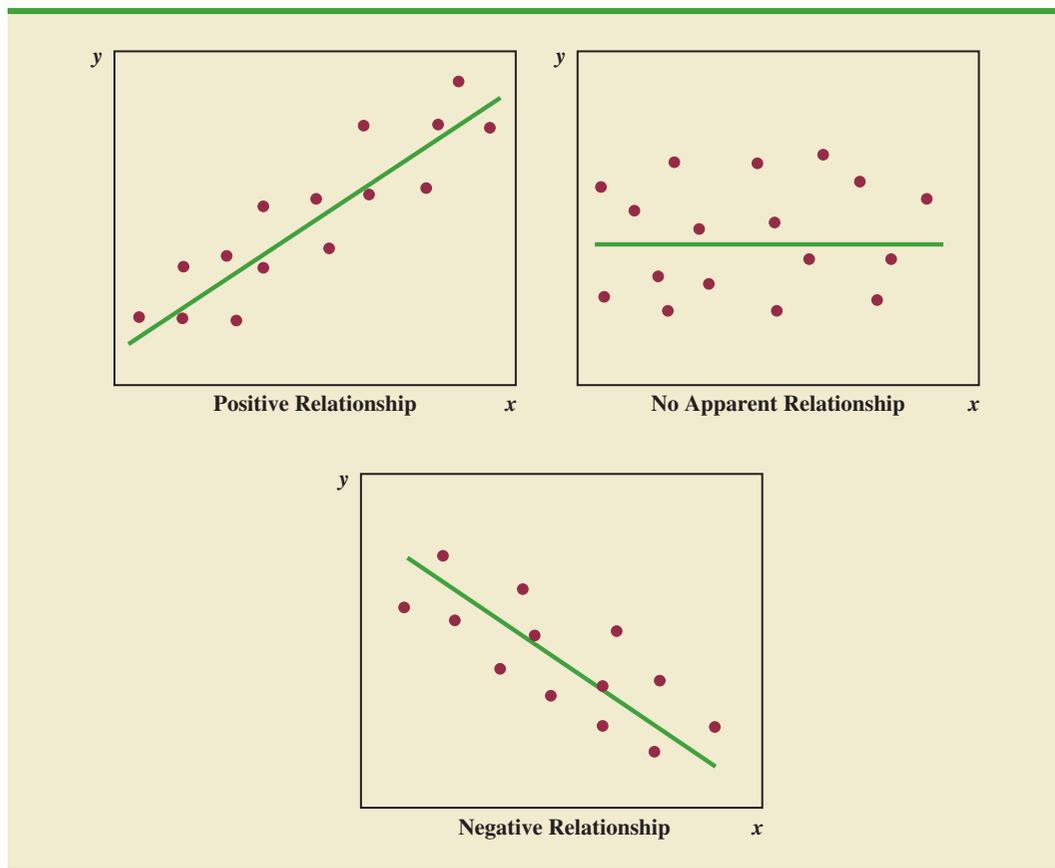 y
y
Positive Relationship x
No Apparent Relationship x
y
Negative Relationship x